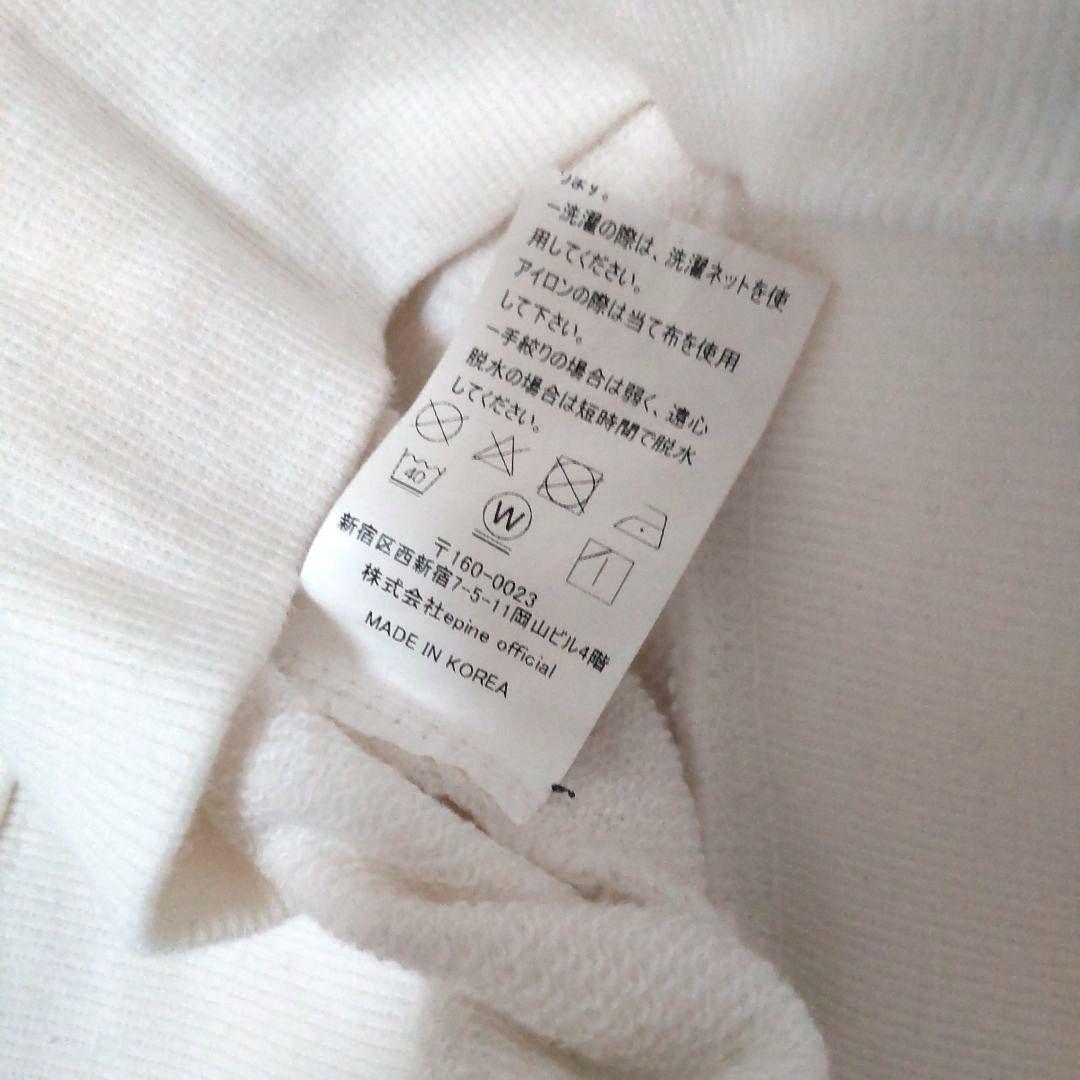 ります。
-洗濯の際は、洗濯ネットを使
用してください。
アイロンの際は当て布を使用
して下さい。
-手絞りの場合は弱く、遠心
脱水の場合は短時間で脱水
してください。
40
W
〒160-0023
新宿区西新宿7-5-11岡山ビル4階
株式会社epine official
MADE IN KOREA